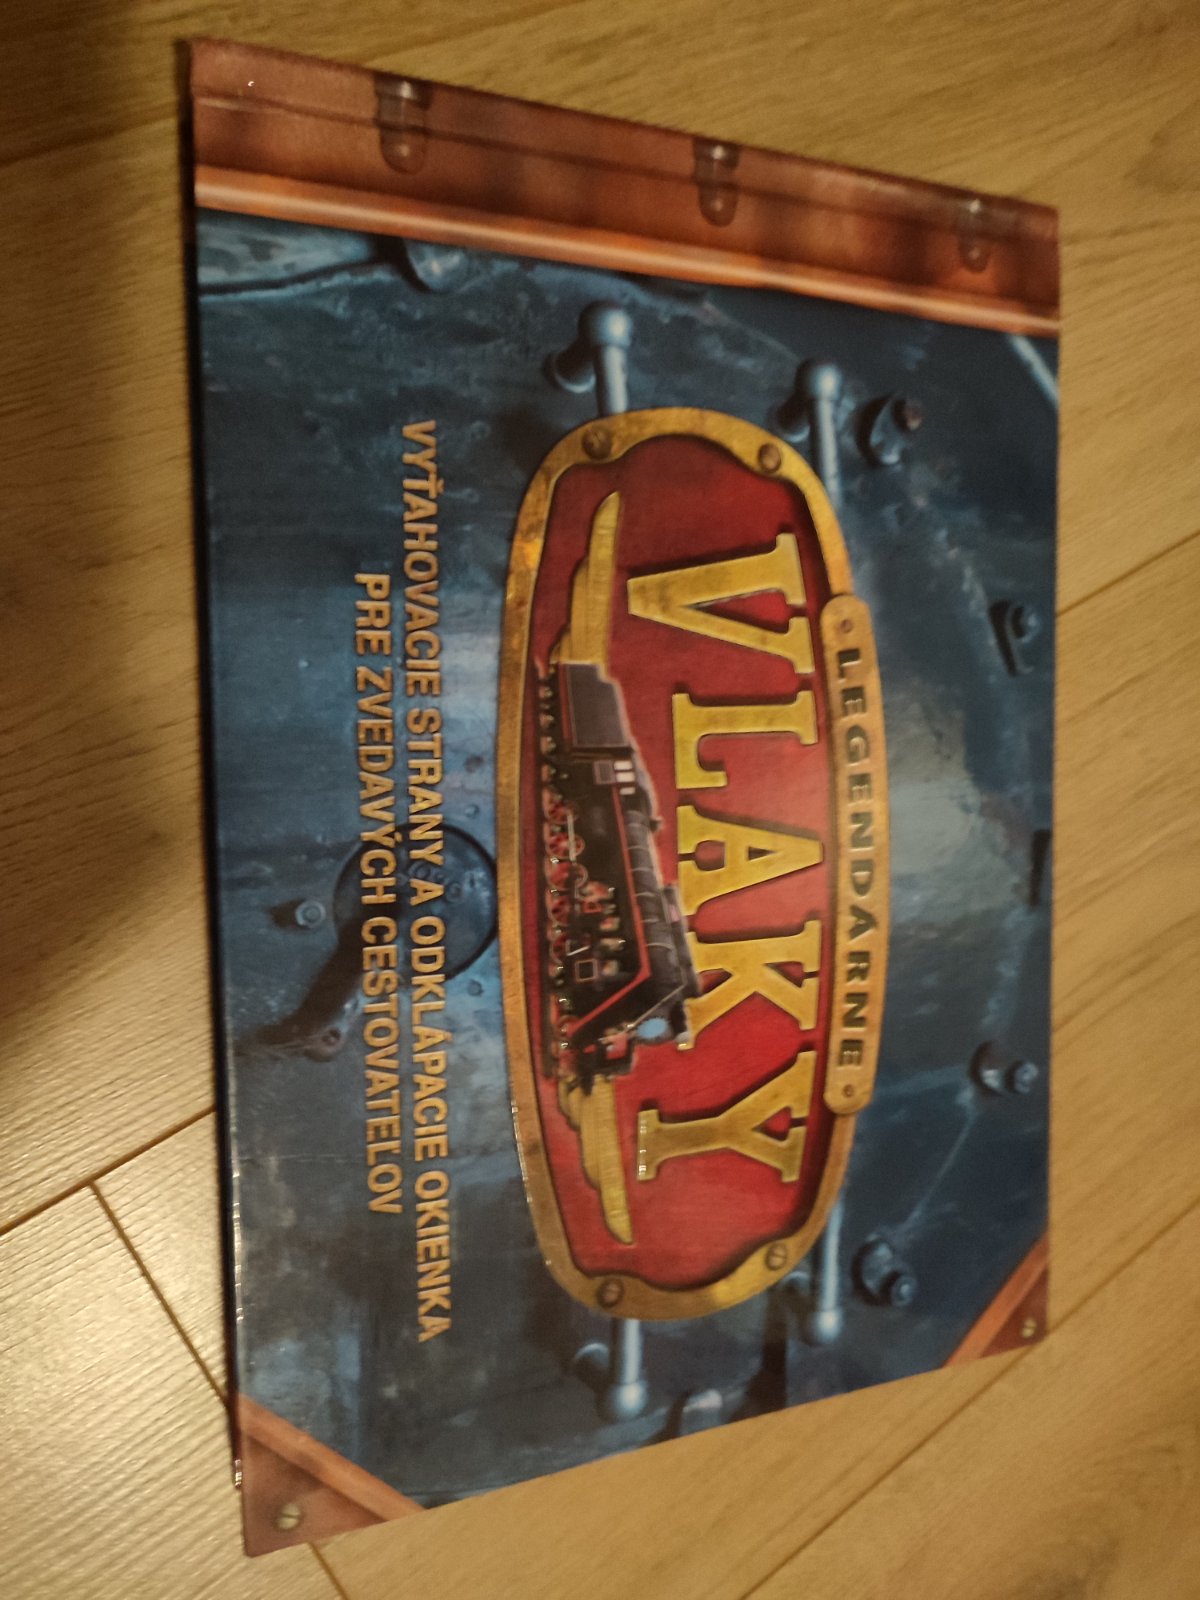 LEGENDÁRNE
VLAKY
VYŤAHOVACIE STRANY A ODKLÁPACIE OKIENKA
PRE ZVEDAVÝCH CESTOVATEĽOV